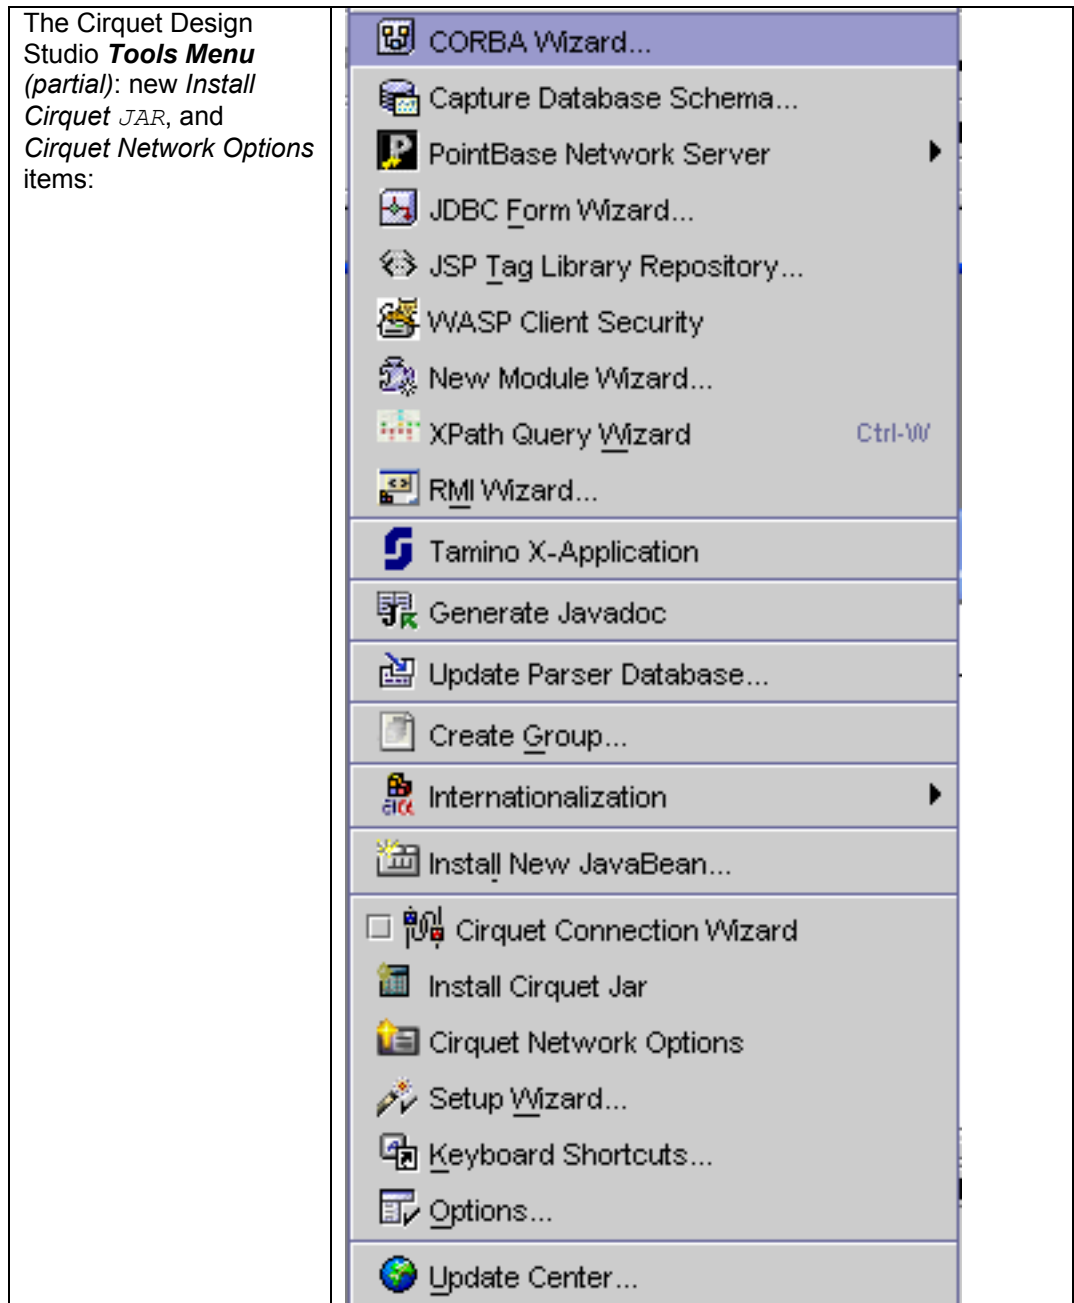 The Cirquet Design
Studio Tools Menu
(partial): new Install
Cirquet JAR, and
Cirquet Network Options
items:
CORBA Wizard...
Capture Database Schema...
PointBase Network Server
JDBC Form Wizard...
JSP Tag Library Repository...
WASP Client Security
New Module Wizard...
XPath Query Wizard Ctrl-W
RMI Wizard...
Tamino X-Application
Generate Javadoc
Update Parser Database...
Create Group...
Internationalization
Install New JavaBean...
Cirquet Connection Wizard
Install Cirquet Jar
Cirquet Network Options
Setup Wizard...
Keyboard Shortcuts...
Options...
Update Center...